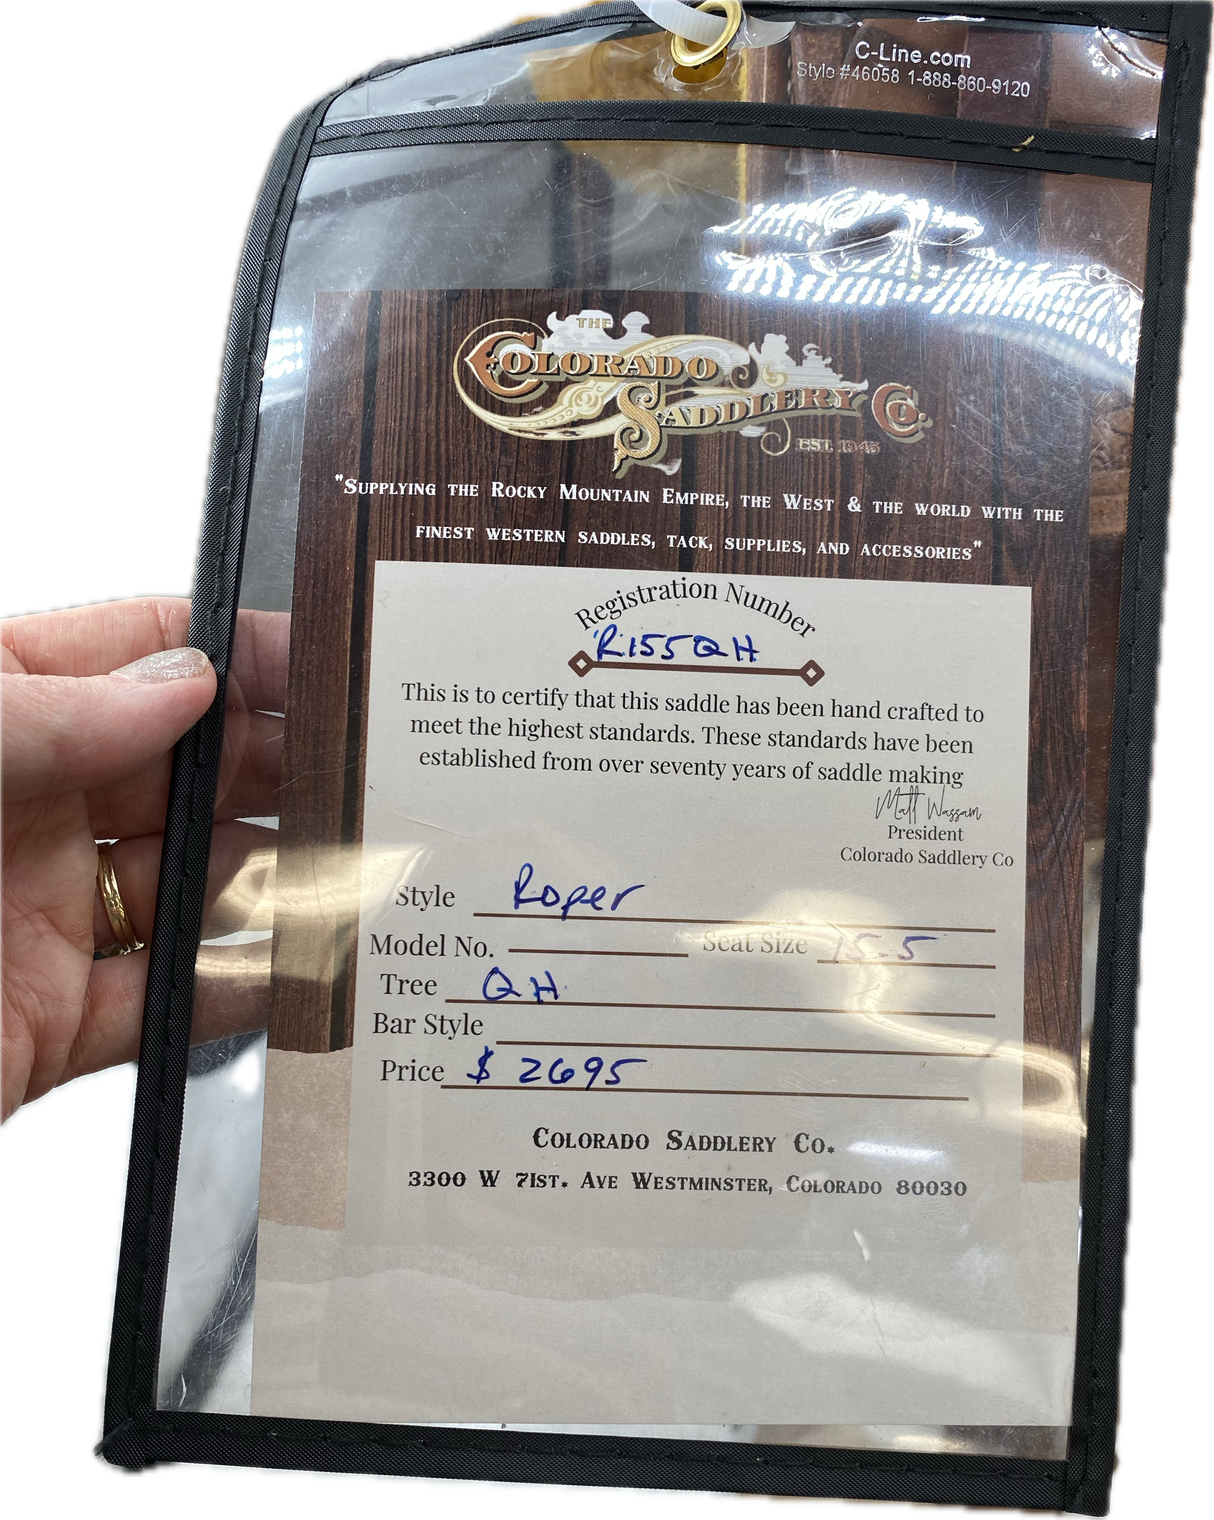 C-Line.com
Style #46058 1-888-860-9120
THE
COLORADO
SADDLERY CO.
EST. 1945
"SUPPLYING THE ROCKY MOUNTAIN EMPIRE, THE WEST & THE WORLD WITH THE
FINEST WESTERN SADDLES, TACK, SUPPLIES, AND ACCESSORIES"
Registration Number
R155QH
This is to certify that this saddle has been hand crafted to
meet the highest standards. These standards have been
established from over seventy years of saddle making
Matt Wassam
President
Colorado Saddlery Co
Style Roper
Model No. Seat Size 15.5
Tree QH
Bar Style
Price $ 2695
COLORADO SADDLERY CO.
3300 W 71ST. AVE WESTMINSTER, COLORADO 80030